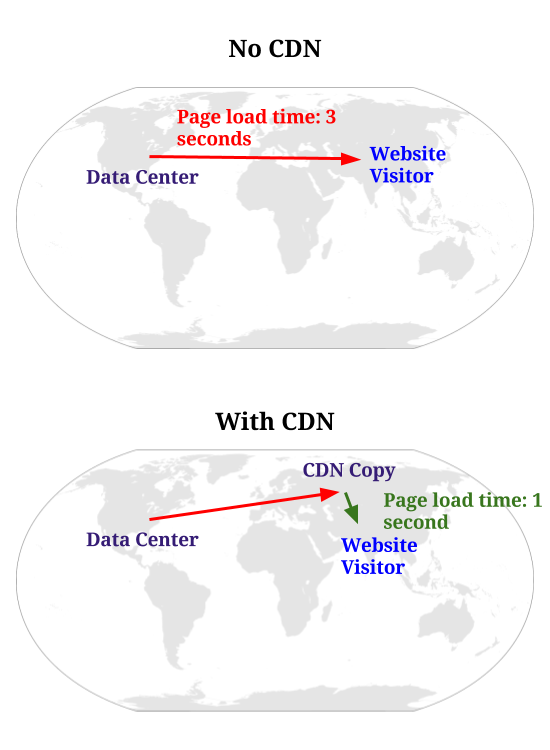 No CDN
Page load time: 3
seconds
Website
Visitor
Data Center
With CDN
CDN Copy
Page load time: 1
second
Data Center
Website
Visitor